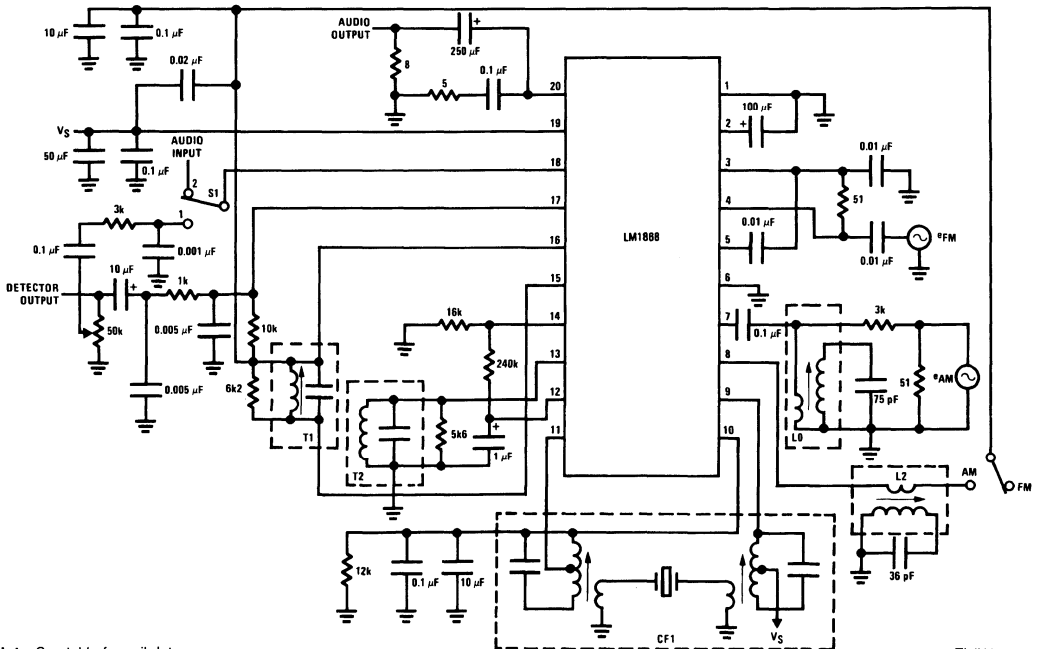 10 μF
0.1 μF
0.02 μF
VS
50 μF
0.1 μF
AUDIO
INPUT
2
S1
1
3k
0.1 μF
0.001 μF
DETECTOR
OUTPUT
10 μF
+
1k
50k
0.005 μF
0.005 μF
10k
6k2
T1
AUDIO
OUTPUT
+
250 μF
8
5
0.1 μF
20
19
18
17
16
15
14
13
12
11
LM1868
1
2
3
4
5
6
7
8
9
10
100 μF
+
0.01 μF
51
0.01 μF
0.01 μF
eFM
16k
240k
5k6
+
1 μF
T2
0.1 μF
3k
51
eAM
75 pF
L0
L2
AM
FM
36 pF
12k
0.1 μF
10 μF
CF1
VS